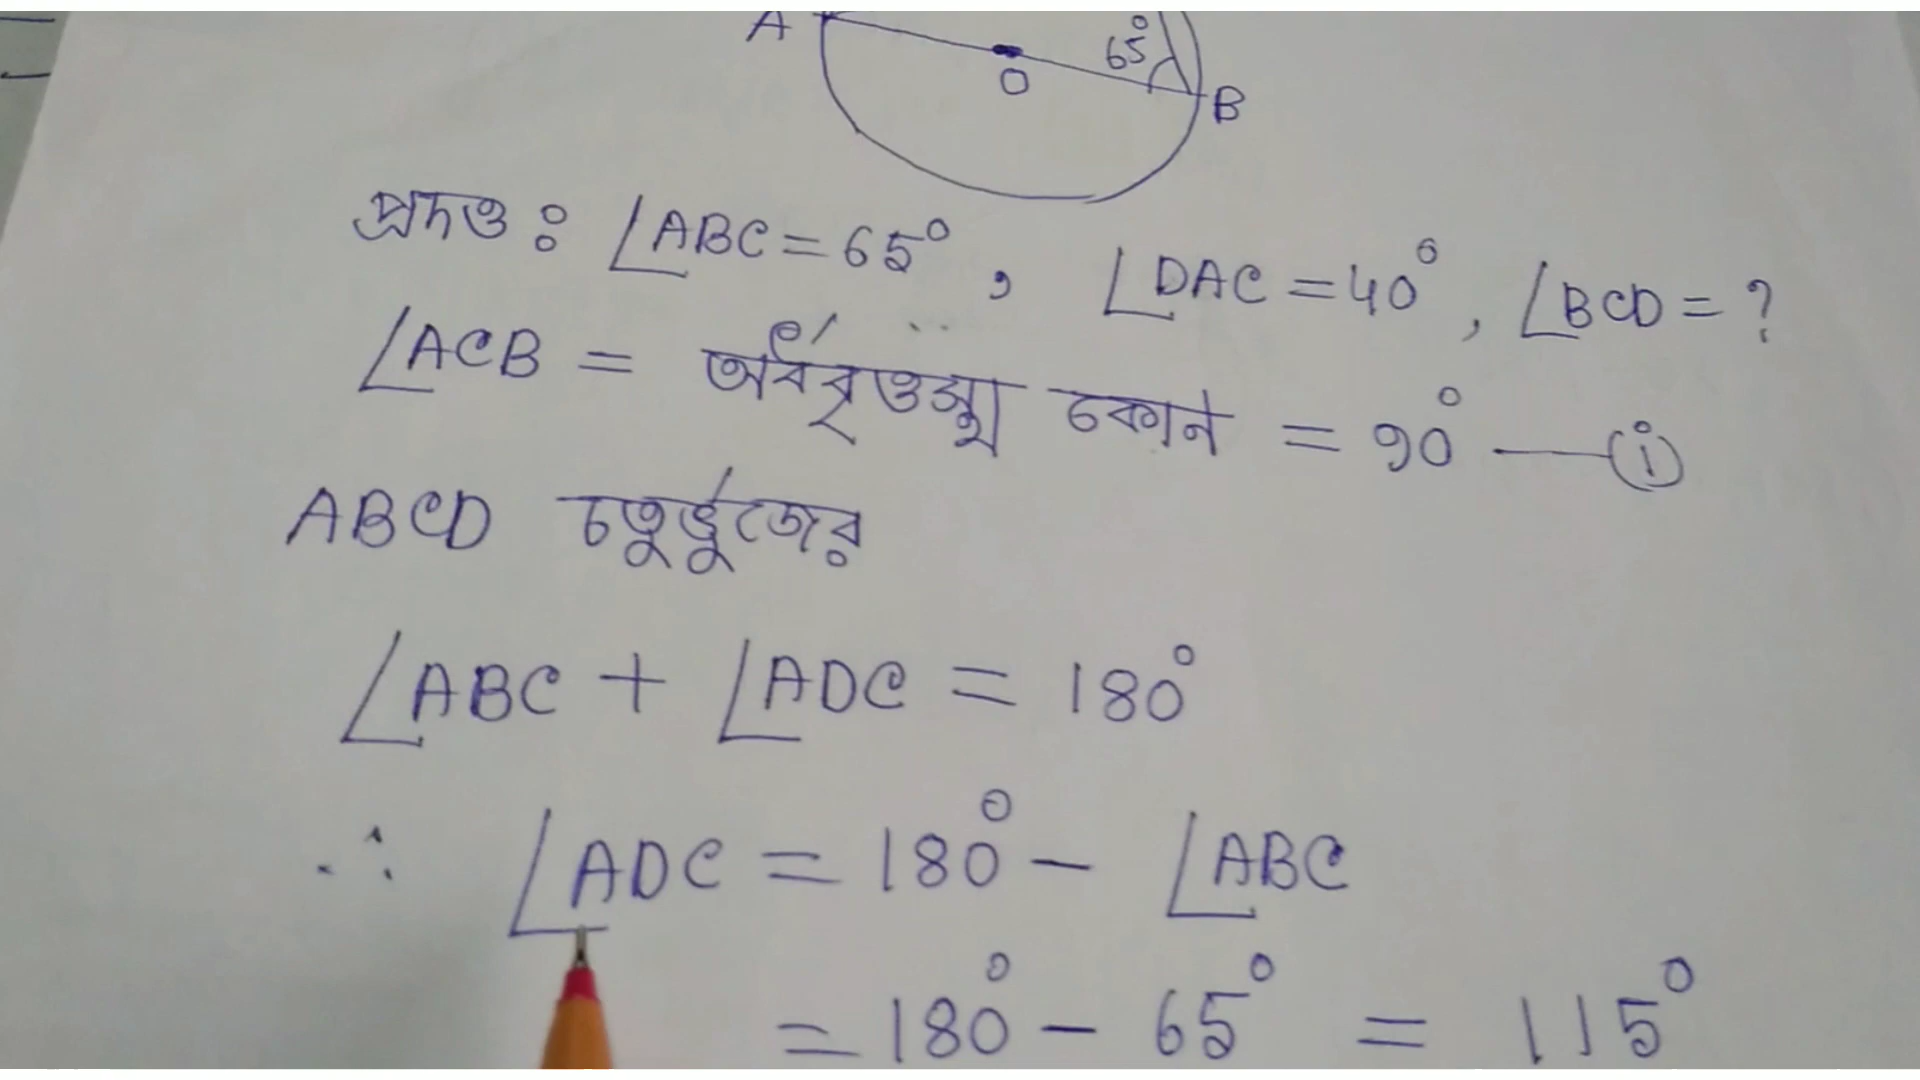 A
O
65°
B
প্রদত্ত : ∠ABC = 65°, ∠DAC = 40°, ∠BCD = ?
∠ACB = অর্ধবৃত্তস্থ কোন = 90° — (i)
ABCD চতুর্ভুজের
∠ABC + ∠ADC = 180°
∴ ∠ADC = 180° - ∠ABC
= 180° - 65° = 115°